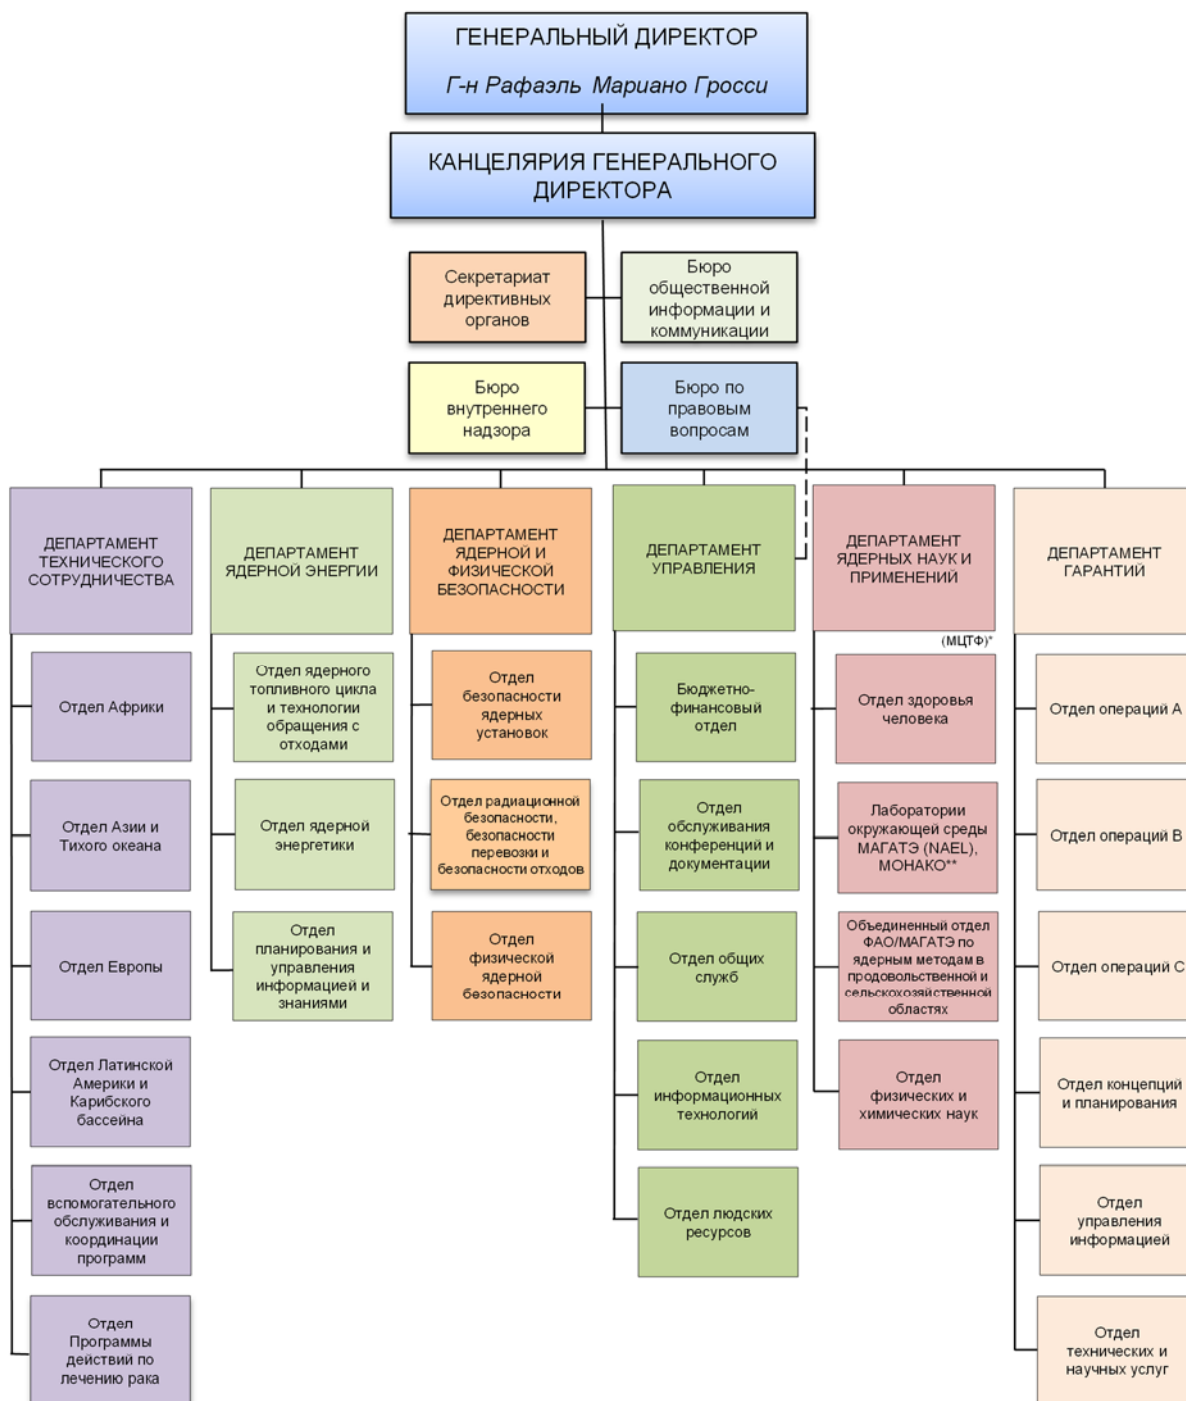 ГЕНЕРАЛЬНЫЙ ДИРЕКТОР
Г-н Рафаэль Мариано Гросси
КАНЦЕЛЯРИЯ ГЕНЕРАЛЬНОГО
ДИРЕКТОРА
Секретариат
директивных
органов
Бюро
общественной
информации и
коммуникации
Бюро
внутреннего
надзора
Бюро по
правовым
вопросам
ДЕПАРТАМЕНТ
ТЕХНИЧЕСКОГО
СОТРУДНИЧЕСТВА
Отдел Африки
Отдел Азии и
Тихого океана
Отдел Европы
Отдел Латинской
Америки и
Карибского
бассейна
Отдел
вспомогательного
обслуживания и
координации
программ
Отдел
Программы
действий по
лечению рака
ДЕПАРТАМЕНТ
ЯДЕРНОЙ ЭНЕРГИИ
Отдел ядерного
топливного цикла
и технологии
обращения с
отходами
Отдел ядерной
энергетики
Отдел
планирования и
управления
информацией и
знаниями
ДЕПАРТАМЕНТ
ЯДЕРНОЙ И
ФИЗИЧЕСКОЙ
БЕЗОПАСНОСТИ
Отдел
безопасности
ядерных
установок
Отдел радиационной
безопасности,
безопасности
перевозки и
безопасности отходов
Отдел
физической
ядерной
безопасности
ДЕПАРТАМЕНТ
УПРАВЛЕНИЯ
Бюджетно-
финансовый
отдел
Отдел
обслуживания
конференций и
документации
Отдел общих
служб
Отдел
информационных
технологий
Отдел людских
ресурсов
ДЕПАРТАМЕНТ
ЯДЕРНЫХ НАУК И
ПРИМЕНЕНИЙ
(МЦТФ)*
Отдел здоровья
человека
Лаборатории
окружающей среды
МАГАТЭ (NAEL),
МОНАКО**
Объединенный отдел
ФАО/МАГАТЭ по
ядерным методам в
продовольственной и
сельскохозяйственной
областях
Отдел
физических и
химических наук
ДЕПАРТАМЕНТ
ГАРАНТИЙ
Отдел операций А
Отдел операций В
Отдел операций С
Отдел концепций
и планирования
Отдел
управления
информацией
Отдел
технических и
научных услуг